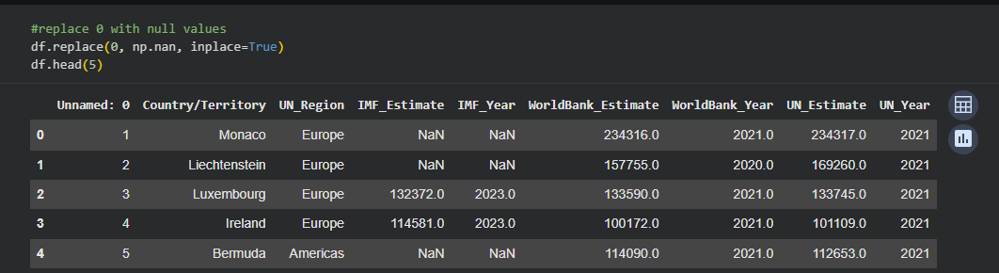 #replace 0 with null values
df.replace(0, np.nan, inplace=True)
df.head(5)
Unnamed: 0 Country/Territory UN_Region IMF_Estimate IMF_Year WorldBank_Estimate WorldBank_Year UN_Estimate UN_Year
0 1 Monaco Europe NaN NaN 234316.0 2021.0 234317.0 2021
1 2 Liechtenstein Europe NaN NaN 157755.0 2020.0 169260.0 2021
2 3 Luxembourg Europe 132372.0 2023.0 133590.0 2021.0 133745.0 2021
3 4 Ireland Europe 114581.0 2023.0 100172.0 2021.0 101109.0 2021
4 5 Bermuda Americas NaN NaN 114090.0 2021.0 112653.0 2021